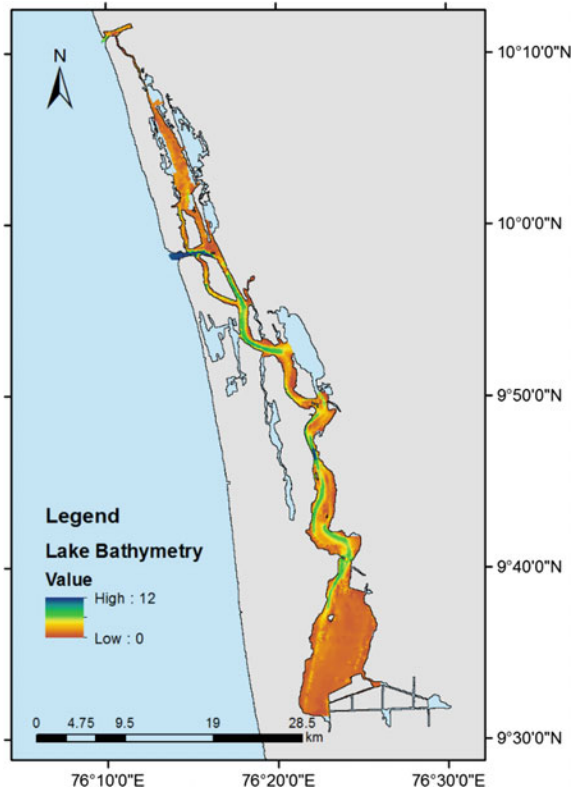 N
10°10'0"N
10°0'0"N
9°50'0"N
9°40'0"N
9°30'0"N
Legend
Lake Bathymetry
Value
High : 12
Low : 0
0 4.75 9.5 19 28.5
km
76°10'0"E 76°20'0"E 76°30'0"E